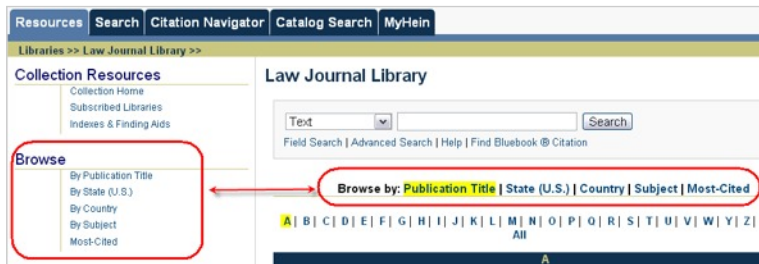 Resources Search Citation Navigator Catalog Search MyHein
Libraries >> Law Journal Library >>
Collection Resources
Collection Home
Subscribed Libraries
Indexes & Finding Aids
Browse
By Publication Title
By State (U.S.)
By Country
By Subject
Most-Cited
Law Journal Library
Text Search
Field Search | Advanced Search | Help | Find Bluebook ® Citation
Browse by: Publication Title | State (U.S.) | Country | Subject | Most-Cited
A| B| C| D| E| F| G| H| I| J| K| L| M| N| O| P| Q| R| S| T| U| V| W| Y| Z|
All
A